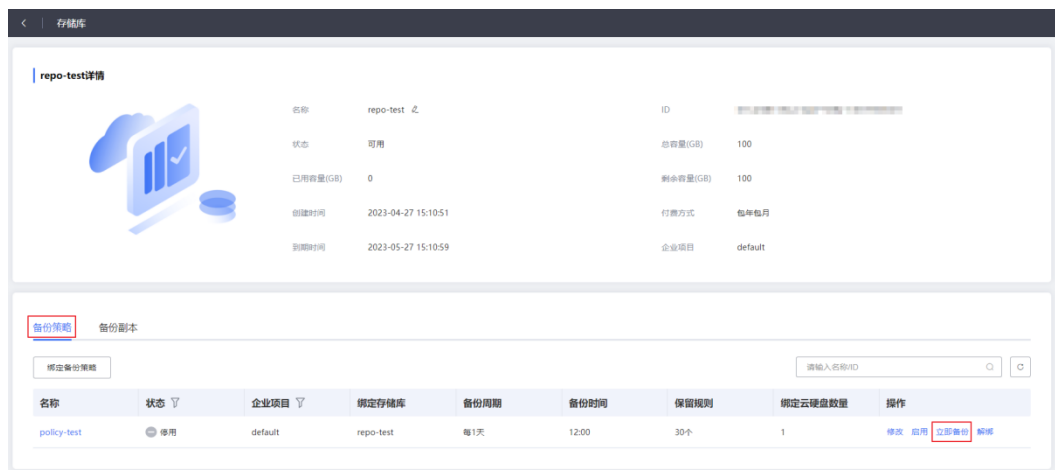 存储库
repo-test详情
名称 repo-test ID
状态 可用 总容量(GB) 100
已用容量(GB) 0 剩余容量(GB) 100
创建时间 2023-04-27 15:10:51 付费方式 包年包月
到期时间 2023-05-27 15:10:59 企业项目 default
备份策略 备份副本
绑定备份策略 请输入名称/ID
名称 状态 企业项目 绑定存储库 备份周期 备份时间 保留规则 绑定云硬盘数量 操作
policy-test 停用 default repo-test 每1天 12:00 30个 1 修改 启用 立即备份 解绑